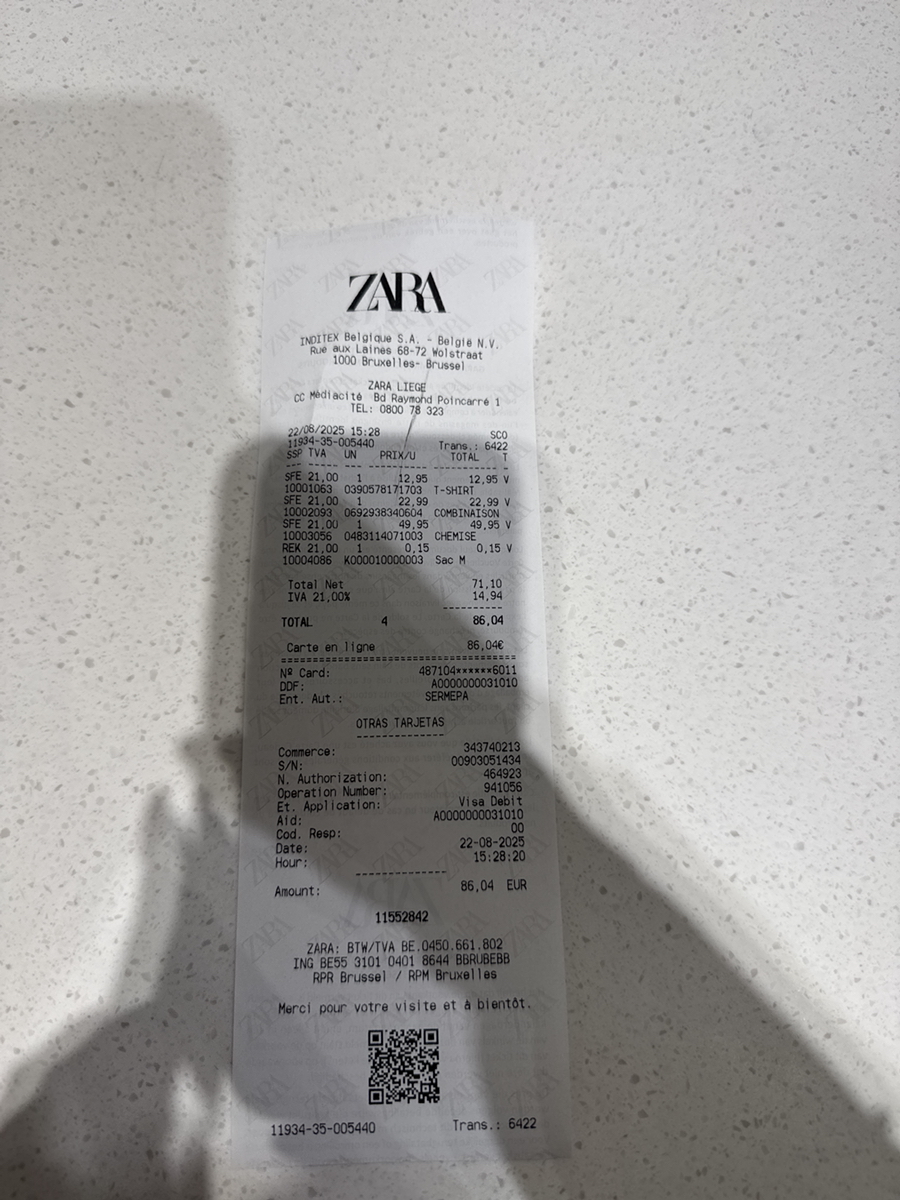 ZARA
INDITEX Belgique S.A. - België N.V.
Rue aux Laines 68-72 Wolstraat
1000 Bruxelles- Brussel
ZARA LIEGE
CC Médiacité Bd Raymond Poincarré 1
TEL: 0800 78 323
22/08/2025 15:28 SCO
11934-35-005440 Trans.: 6422
SSP TVA UN PRIX/U TOTAL T
SFE 21,00 1 12,95 12,95 V
10001063 0390578171703 T-SHIRT
SFE 21,00 1 22,99 22,99 V
10002093 0692938340604 COMBINAISON
SFE 21,00 1 49,95 49,95 V
10003056 0483114071003 CHEMISE
REK 21,00 1 0,15 0,15 V
10004086 K000010000003 Sac M
Total Net 71,10
IVA 21,00% 14,94
TOTAL 4 86,04
Carte en ligne 86,04€
Nº Card: 487104******6011
DDF: A0000000031010
Ent. Aut.: SERMEPA
OTRAS TARJETAS
Commerce: 343740213
S/N: 00903051434
N. Authorization: 464923
Operation Number: 941056
Et. Application: Visa Debit
Aid: A0000000031010
Cod. Resp: 00
Date: 22-08-2025
Hour: 15:28:20
Amount: 86,04 EUR
11552842
ZARA: BTW/TVA BE.0450.661.802
ING BE55 3101 0401 8644 BBRUBEBB
RPR Brussel / RPM Bruxelles
Merci pour votre visite et à bientôt.
11934-35-005440 Trans.: 6422